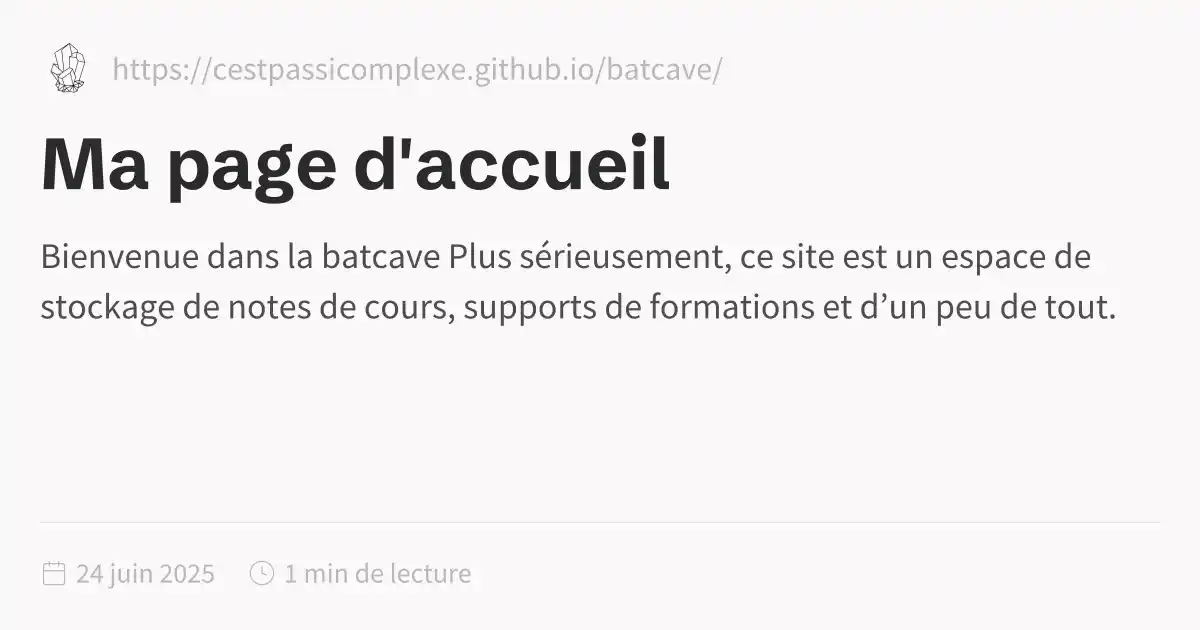 https://cestpassicomplexe.github.io/batcave/
Ma page d'accueil
Bienvenue dans la batcave Plus sérieusement, ce site est un espace de
stockage de notes de cours, supports de formations et d’un peu de tout.
24 juin 2025 1 min de lecture